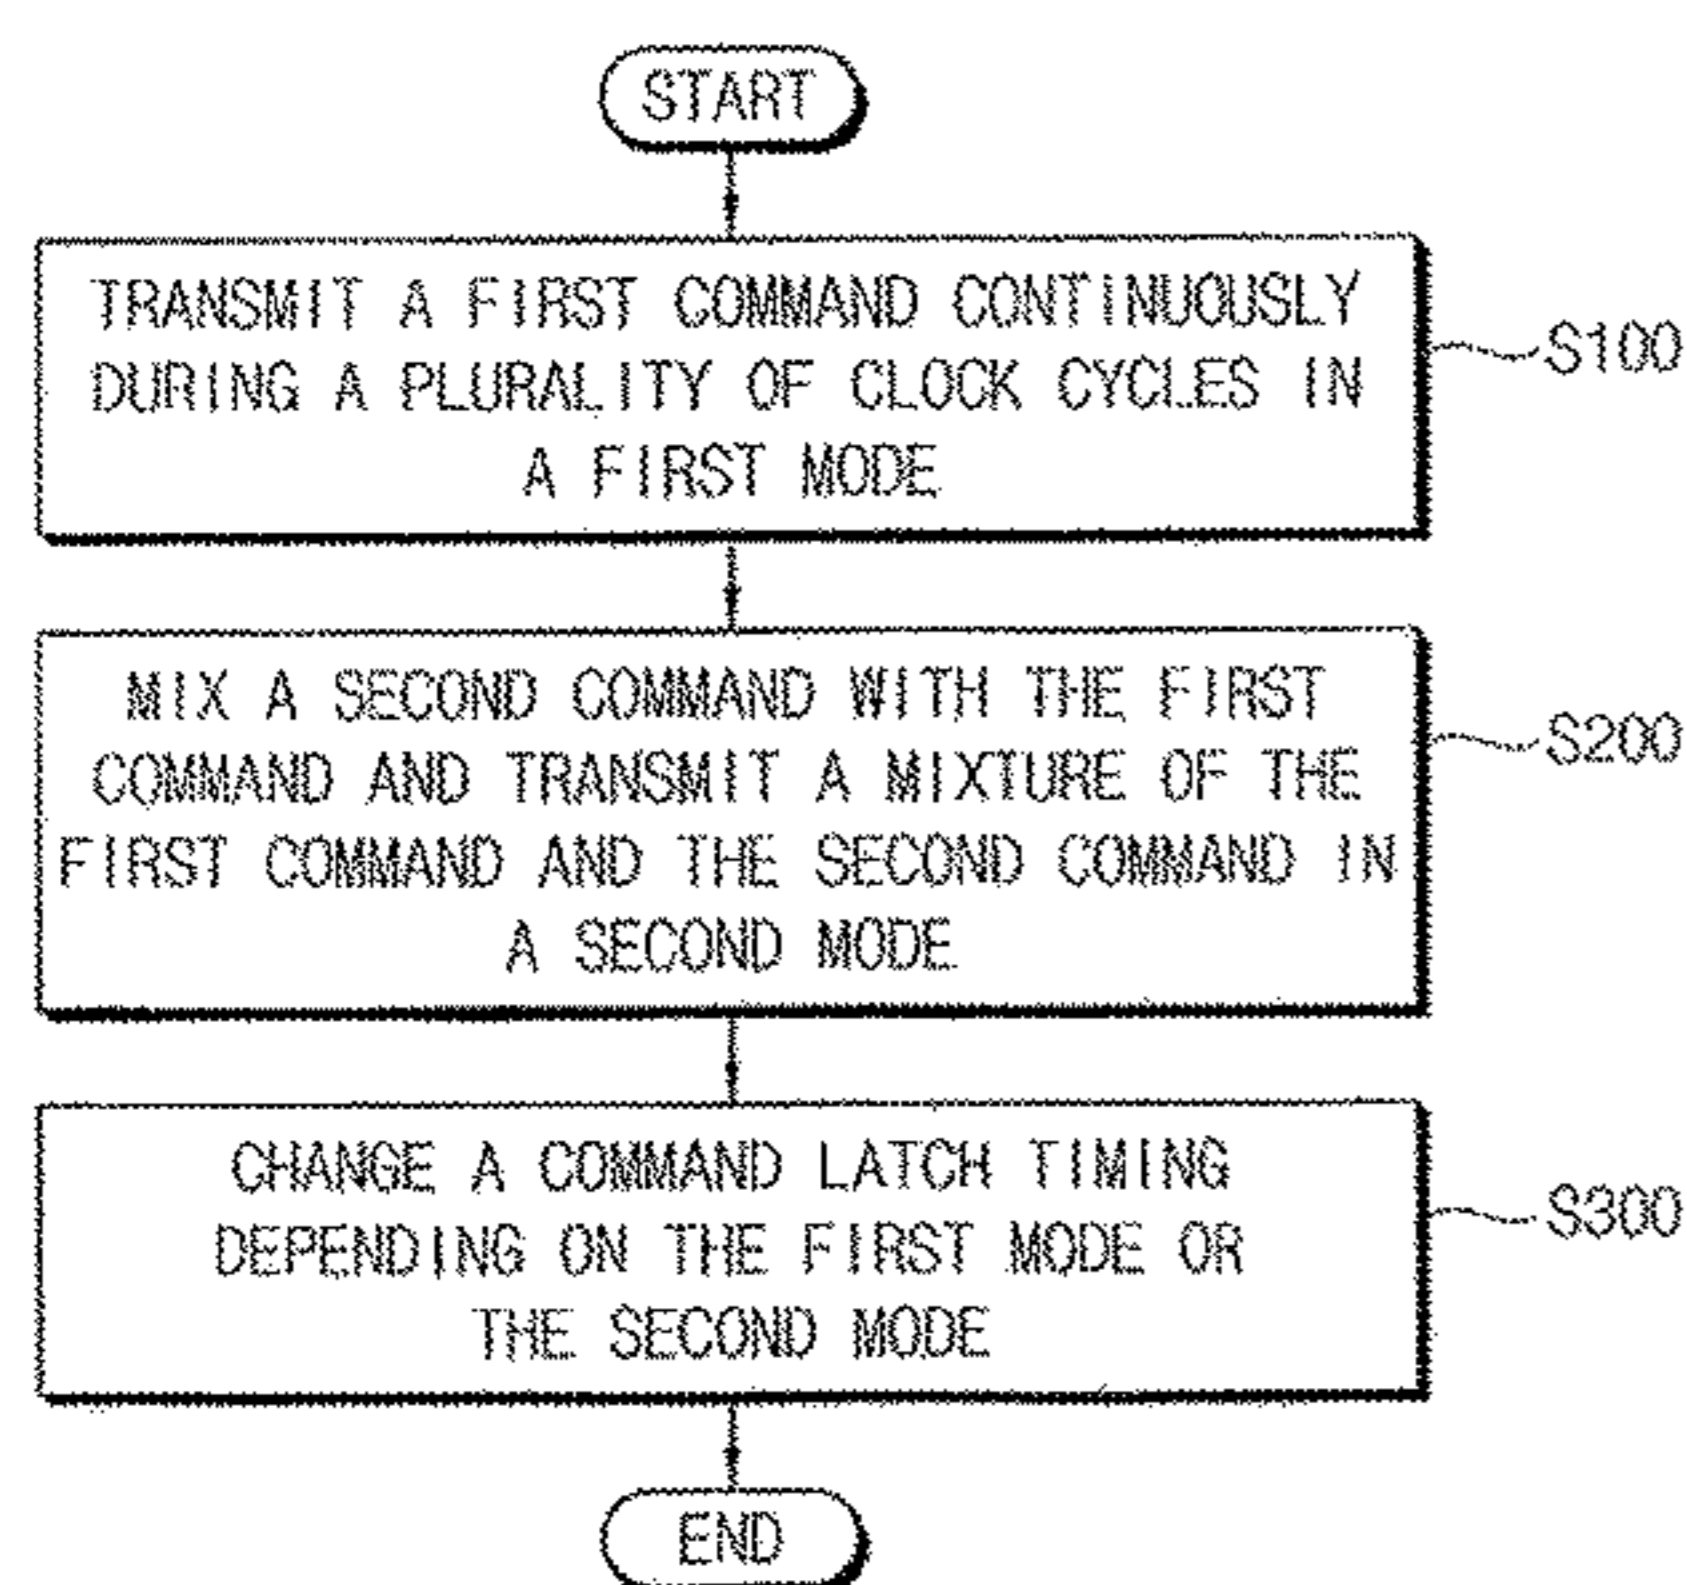 START
TRANSMIT A FIRST COMMAND CONTINUOUSLY
DURING A PLURALITY OF CLOCK CYCLES IN
A FIRST MODE
S100
MIX A SECOND COMMAND WITH THE FIRST
COMMAND AND TRANSMIT A MIXTURE OF THE
FIRST COMMAND AND THE SECOND COMMAND IN
A SECOND MODE
S200
CHANGE A COMMAND LATCH TIMING
DEPENDING ON THE FIRST MODE OR
THE SECOND MODE
S300
END